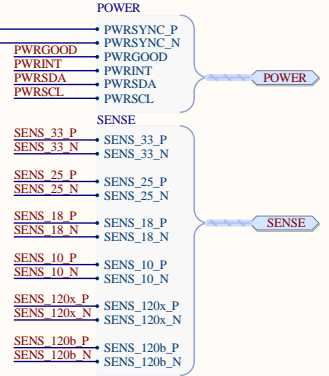 POWER
PWRSYNC_P
PWRSYNC_N
PWRGOOD PWRGOOD
PWRINT PWRINT
PWRSDA PWRSDA
PWRSCL PWRSCL
POWER
SENSE
SENS_33_P SENS_33_P
SENS_33_N SENS_33_N
SENS_25_P SENS_25_P
SENS_25_N SENS_25_N
SENS_18_P SENS_18_P
SENS_18_N SENS_18_N
SENSE
SENS_10_P SENS_10_P
SENS_10_N SENS_10_N
SENS_120x_P SENS_120x_P
SENS_120x_N SENS_120x_N
SENS_120b_P SENS_120b_P
SENS_120b_N SENS_120b_N